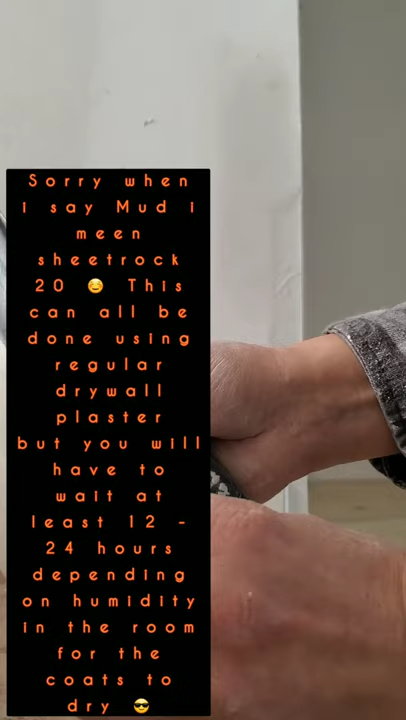 Sorry when
i say Mud i
meen
sheetrock
20 😊 This
can all be
done using
regular
drywall
plaster
but you will
have to
wait at
least 12 -
24 hours
depending
on humidity
in the room
for the
coats to
dry 😎